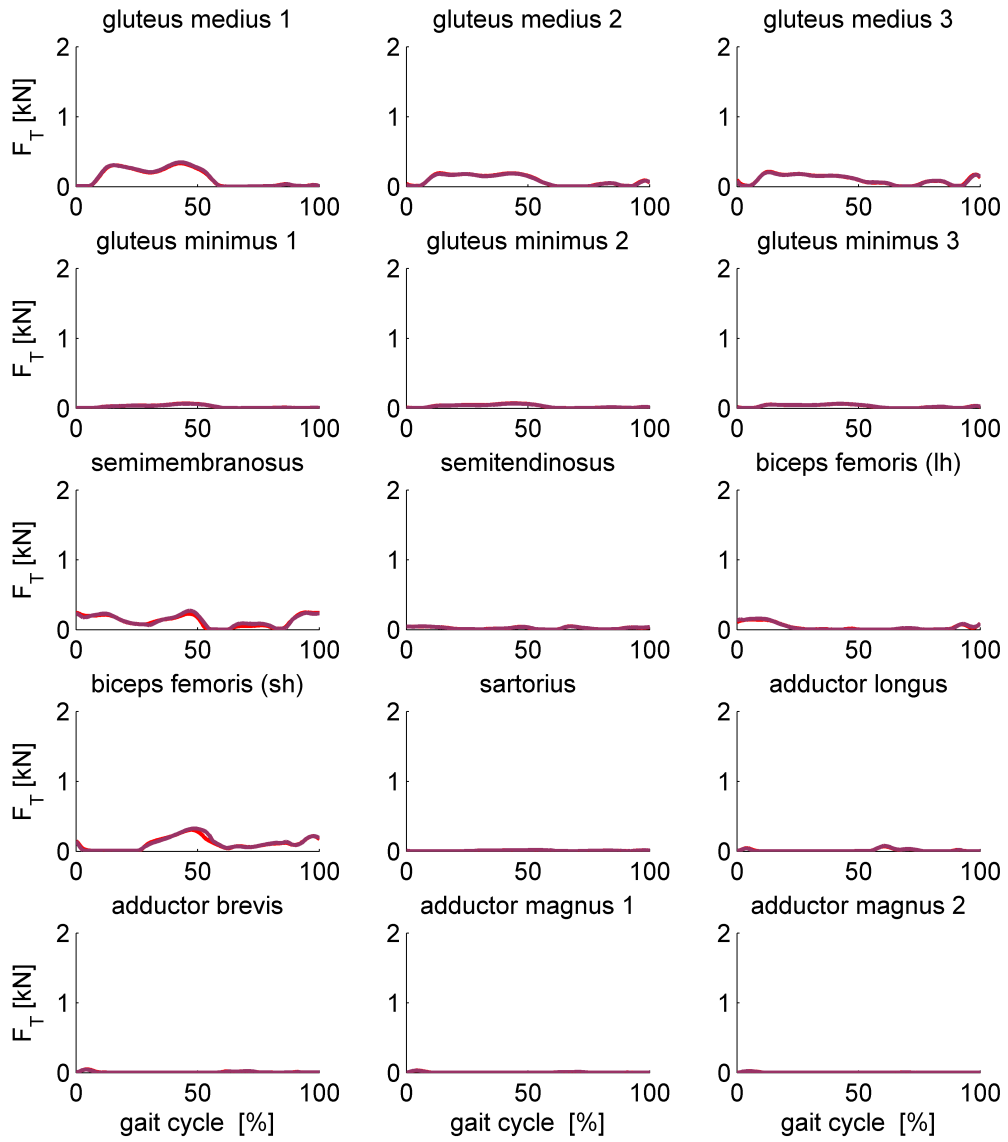 gluteus medius 1 gluteus medius 2 gluteus medius 3
2 2 2
F_T [kN] 1 1 1
0 0 0
0 50 100 0 50 100 0 50 100
gluteus minimus 1 gluteus minimus 2 gluteus minimus 3
2 2 2
F_T [kN] 1 1 1
0 0 0
0 50 100 0 50 100 0 50 100
semimembranosus semitendinosus biceps femoris (lh)
2 2 2
F_T [kN] 1 1 1
0 0 0
0 50 100 0 50 100 0 50 100
biceps femoris (sh) sartorius adductor longus
2 2 2
F_T [kN] 1 1 1
0 0 0
0 50 100 0 50 100 0 50 100
adductor brevis adductor magnus 1 adductor magnus 2
2 2 2
F_T [kN] 1 1 1
0 0 0
0 50 100 0 50 100 0 50 100
gait cycle [%] gait cycle [%] gait cycle [%]